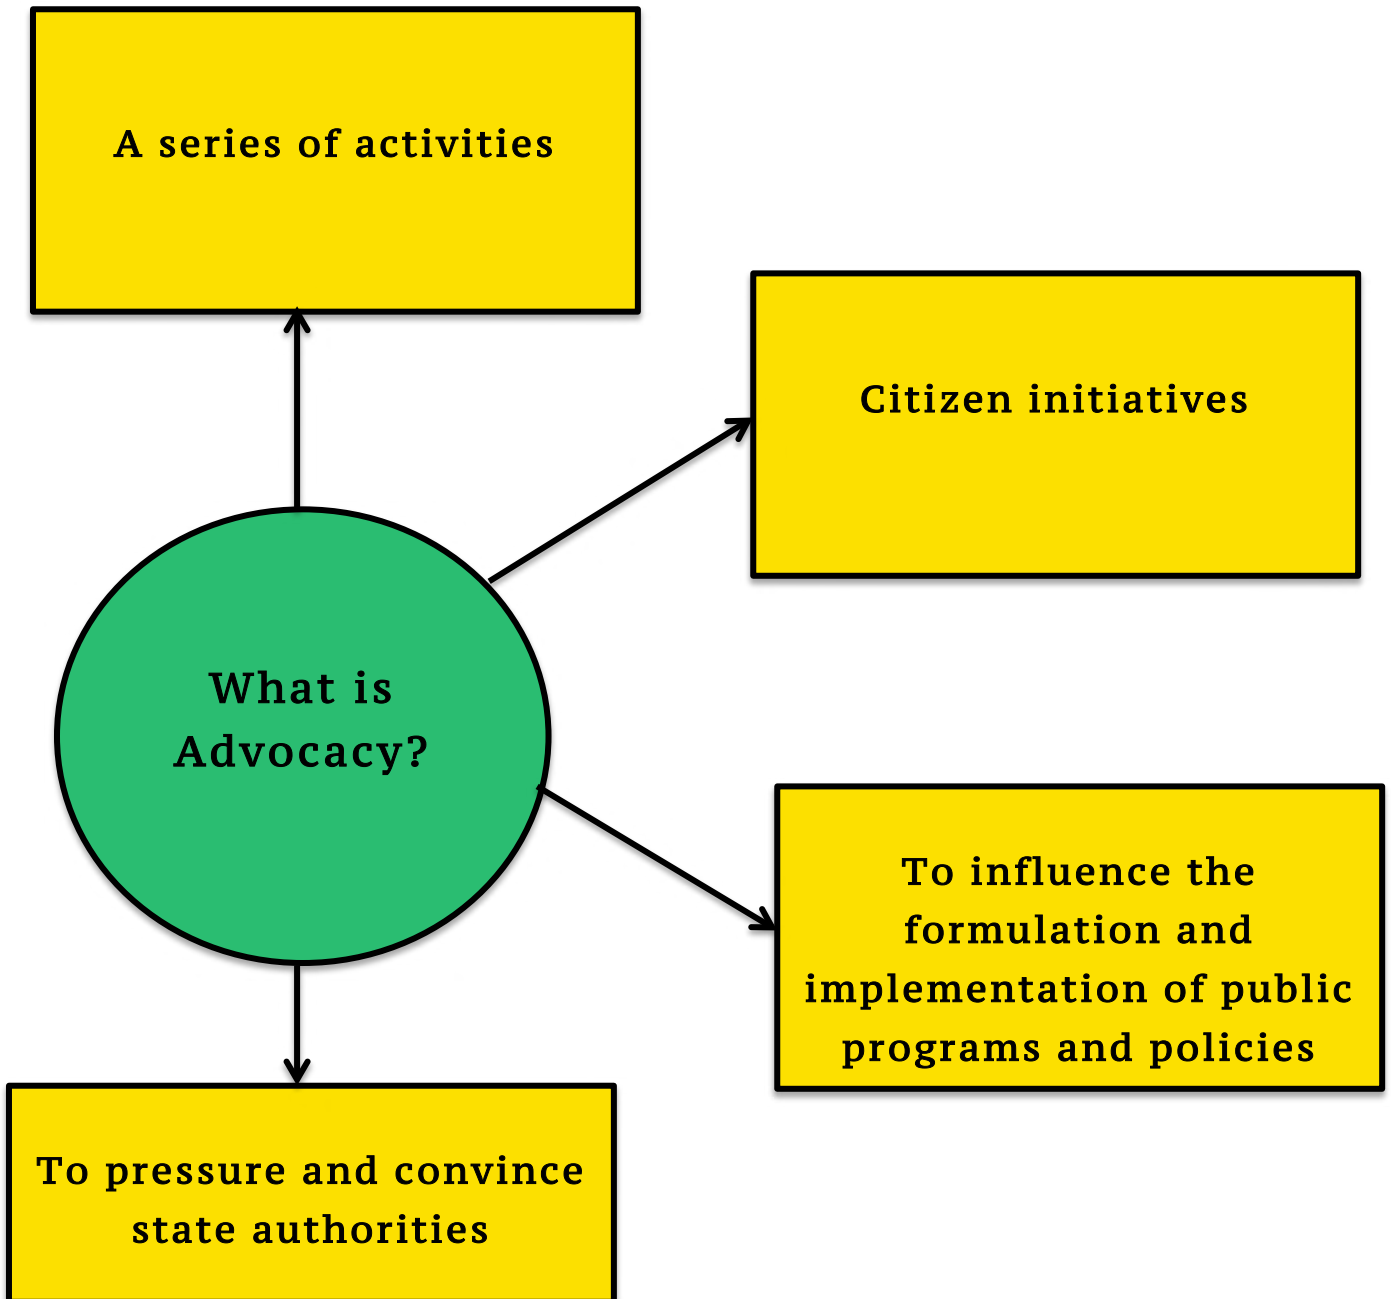 A series of activities
Citizen initiatives
What is
Advocacy?
To influence the
formulation and
implementation of public
programs and policies
To pressure and convince
state authorities